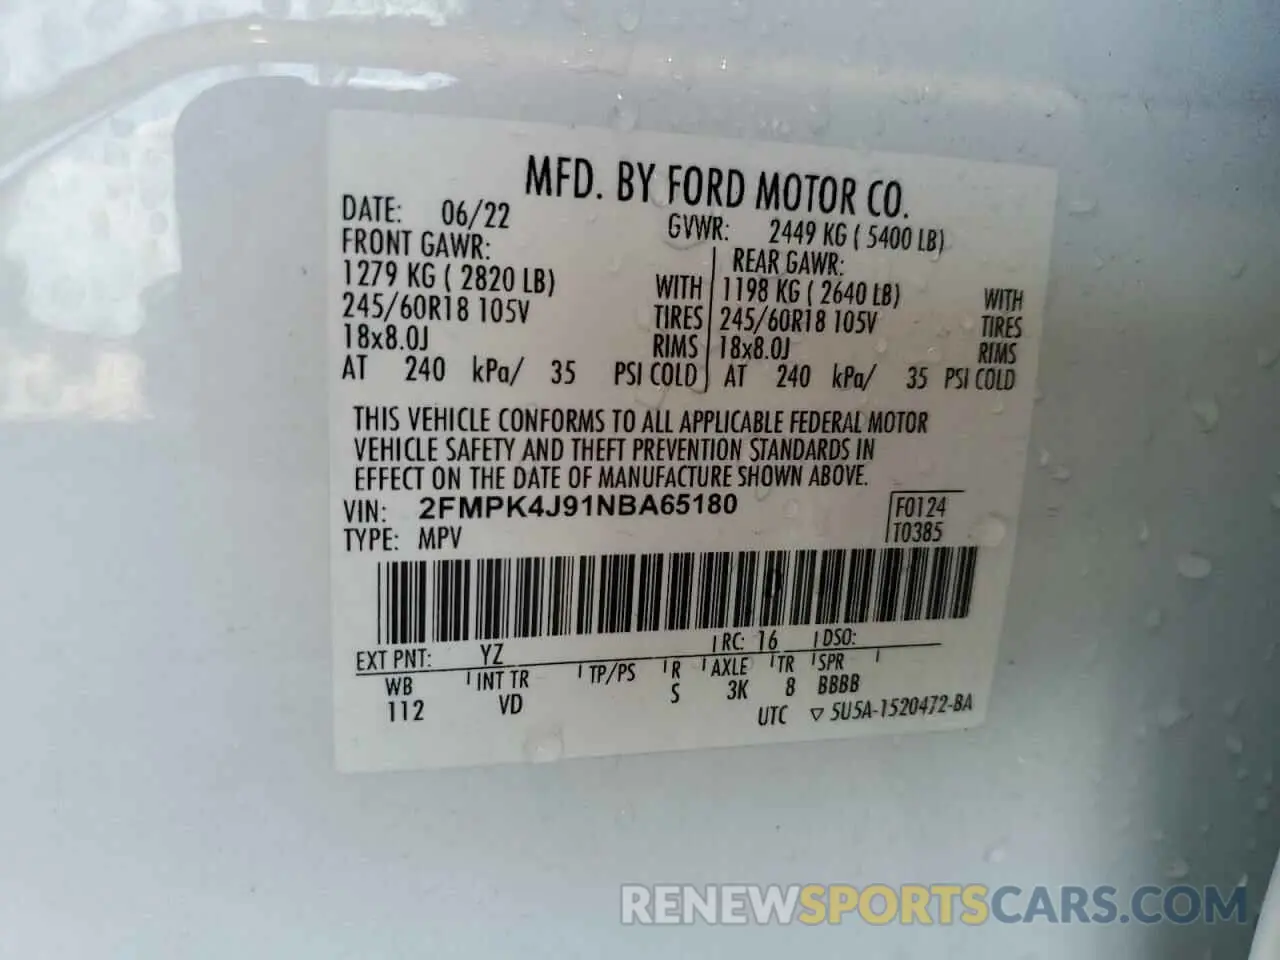 MFD. BY FORD MOTOR CO.
DATE: 06/22 GVWR: 2449 KG ( 5400 LB)
FRONT GAWR: REAR GAWR:
1279 KG ( 2820 LB) WITH 1198 KG ( 2640 LB) WITH
245/60R18 105V TIRES 245/60R18 105V TIRES
18x8.0J RIMS 18x8.0J RIMS
AT 240 kPa/ 35 PSI COLD AT 240 kPa/ 35 PSI COLD
THIS VEHICLE CONFORMS TO ALL APPLICABLE FEDERAL MOTOR
VEHICLE SAFETY AND THEFT PREVENTION STANDARDS IN
EFFECT ON THE DATE OF MANUFACTURE SHOWN ABOVE.
VIN: 2FMPK4J91NBA65180 F0124
TYPE: MPV T0385
EXT PNT: YZ RC: 16 DSO:
WB INT TR TP/PS R AXLE TR SPR
112 VD S 3K 8 BBBB
UTC ▽ 5U5A-1520472-BA
RENEWSPORTSCARS.COM